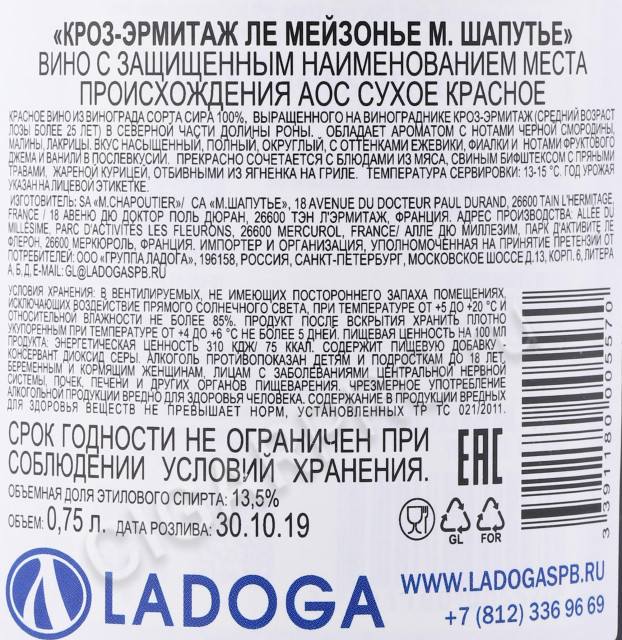 «КРОЗ-ЭРМИТАЖ ЛЕ МЕЙЗОНЬЕ М. ШАПУТЬЕ»
ВИНО С ЗАЩИЩЕННЫМ НАИМЕНОВАНИЕМ МЕСТА
ПРОИСХОЖДЕНИЯ АОС СУХОЕ КРАСНОЕ
КРАСНОЕ ВИНО ИЗ ВИНОГРАДА СОРТА СИРА 100%, ВЫРАЩЕННОГО НА ВИНОГРАДНИКЕ КРОЗ-ЭРМИТАЖ (СРЕДНИЙ ВОЗРАСТ
ЛОЗЫ БОЛЕЕ 25 ЛЕТ) В СЕВЕРНОЙ ЧАСТИ ДОЛИНЫ РОНЫ. ОБЛАДАЕТ АРОМАТОМ С НОТАМИ ЧЕРНОЙ СМОРОДИНЫ,
МАЛИНЫ, ЛАКРИЦЫ. ВКУС НАСЫЩЕННЫЙ, ПОЛНЫЙ, ОКРУГЛЫЙ, С ОТТЕНКАМИ ЕЖЕВИКИ, ФИАЛКИ И НОТАМИ ФРУКТОВОГО
ДЖЕМА И ВАНИЛИ В ПОСЛЕВКУСИИ. ПРЕКРАСНО СОЧЕТАЕТСЯ С БЛЮДАМИ ИЗ МЯСА, СВИНЫМ БИФШТЕКСОМ С ПРЯНЫМИ
ТРАВАМИ, ЖАРЕНОЙ КУРИЦЕЙ, ОТБИВНЫМИ ИЗ ЯГНЕНКА НА ГРИЛЕ. ТЕМПЕРАТУРА СЕРВИРОВКИ: 13-15 °С. ГОД УРОЖАЯ
УКАЗАН НА ЛИЦЕВОЙ ЭТИКЕТКЕ.
ИЗГОТОВИТЕЛЬ: SA «M.CHAPOUTIER»/ СА «М.ШАПУТЬЕ», 18 AVENUE DU DOCTEUR PAUL DURAND, 26600 TAIN L'HERMITAGE,
FRANCE / 18 АВЕНЮ ДЮ ДОКТОР ПОЛЬ ДЮРАН, 26600 ТЭН Л'ЭРМИТАЖ, ФРАНЦИЯ. АДРЕС ПРОИЗВОДСТВА: ALLÉE DU
MILLÉSIME, PARC D'ACTIVITES LES FLEURONS, 26600 MERCUROL, FRANCE/ АЛЛЕ ДЮ МИЛЛЕЗИМ, ПАРК Д'АКТИВИТЕ ЛЕ
ФЛЕРОН, 26600 МЕРКЮРОЛЬ, ФРАНЦИЯ. ИМПОРТЕР И ОРГАНИЗАЦИЯ, УПОЛНОМОЧЕННАЯ НА ПРИНЯТИЕ ПРЕТЕНЗИЙ ОТ
ПОТРЕБИТЕЛЕЙ: ООО «ГРУППА ЛАДОГА», 196158, РОССИЯ, САНКТ-ПЕТЕРБУРГ, МОСКОВСКОЕ ШОССЕ Д.13, КОРП. 6, ЛИТЕРА
А, Б, Д, E-MAIL: GL@LADOGASPB.RU
УСЛОВИЯ ХРАНЕНИЯ: В ВЕНТИЛИРУЕМЫХ, НЕ ИМЕЮЩИХ ПОСТОРОННЕГО ЗАПАХА ПОМЕЩЕНИЯХ,
ИСКЛЮЧАЮЩИХ ВОЗДЕЙСТВИЕ ПРЯМОГО СОЛНЕЧНОГО СВЕТА, ПРИ ТЕМПЕРАТУРЕ ОТ +5 ДО +20 °С И
ОТНОСИТЕЛЬНОЙ ВЛАЖНОСТИ НЕ БОЛЕЕ 85%. ПРОДУКТ ПОСЛЕ ВСКРЫТИЯ ХРАНИТЬ ПЛОТНО
УКУПОРЕННЫМ ПРИ ТЕМПЕРАТУРЕ ОТ +4 ДО +6 °С НЕ БОЛЕЕ 5 ДНЕЙ. ПИЩЕВАЯ ЦЕННОСТЬ НА 100 МЛ
ПРОДУКТА: ЭНЕРГЕТИЧЕСКАЯ ЦЕННОСТЬ 310 КДЖ/ 75 ККАЛ. СОДЕРЖИТ ПИЩЕВУЮ ДОБАВКУ -
КОНСЕРВАНТ ДИОКСИД СЕРЫ. АЛКОГОЛЬ ПРОТИВОПОКАЗАН ДЕТЯМ И ПОДРОСТКАМ ДО 18 ЛЕТ,
БЕРЕМЕННЫМ И КОРМЯЩИМ ЖЕНЩИНАМ, ЛИЦАМ С ЗАБОЛЕВАНИЯМИ ЦЕНТРАЛЬНОЙ НЕРВНОЙ
СИСТЕМЫ, ПОЧЕК, ПЕЧЕНИ И ДРУГИХ ОРГАНОВ ПИЩЕВАРЕНИЯ. ЧРЕЗМЕРНОЕ УПОТРЕБЛЕНИЕ
АЛКОГОЛЬНОЙ ПРОДУКЦИИ ВРЕДНО ДЛЯ ЗДОРОВЬЯ ЧЕЛОВЕКА. СОДЕРЖАНИЕ В ПРОДУКЦИИ ВРЕДНЫХ
ДЛЯ ЗДОРОВЬЯ ВЕЩЕСТВ НЕ ПРЕВЫШАЕТ НОРМ, УСТАНОВЛЕННЫХ ТР ТС 021/2011.
СРОК ГОДНОСТИ НЕ ОГРАНИЧЕН ПРИ
СОБЛЮДЕНИИ УСЛОВИЙ ХРАНЕНИЯ.
ОБЪЕМНАЯ ДОЛЯ ЭТИЛОВОГО СПИРТА: 13,5%
ОБЪЕМ: 0,75 Л. ДАТА РОЗЛИВА: 30.10.19
EAC
GL FOR
3 391180 005570
LADOGA
WWW.LADOGASPB.RU
+7 (812) 336 96 69